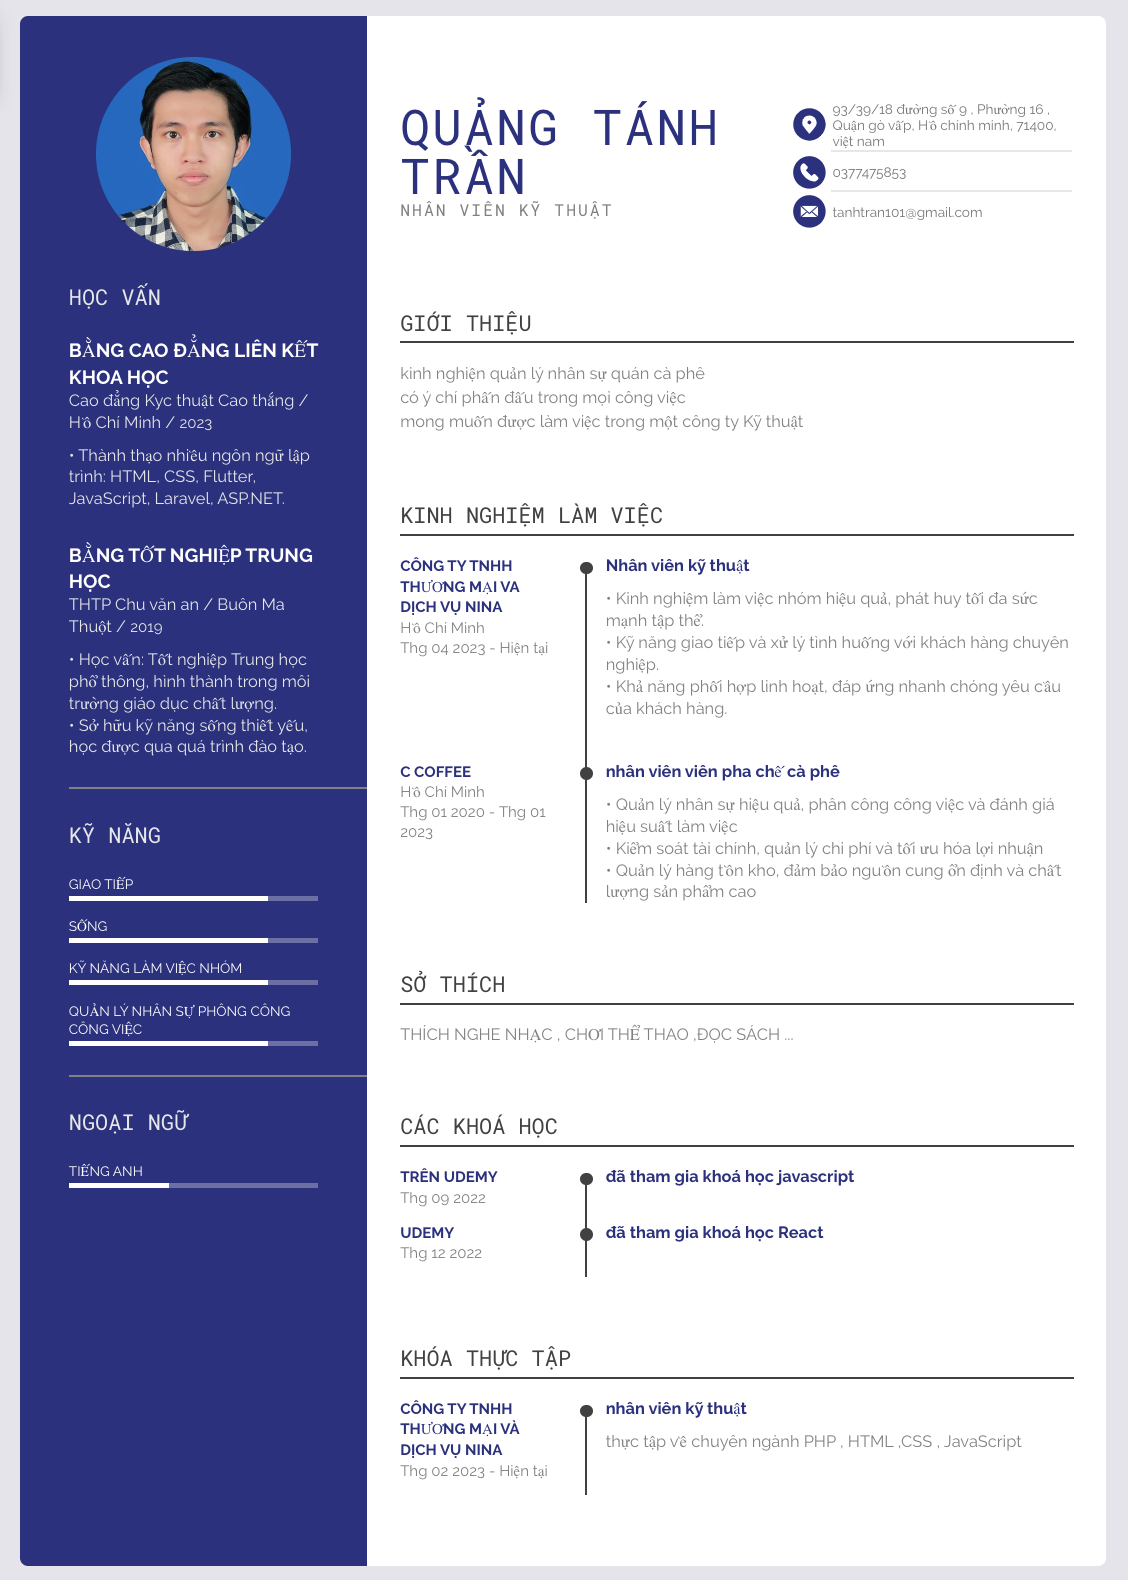 QUẢNG TÁNH
TRẦN
NHÂN VIÊN KỸ THUẬT
93/39/18 đường số 9 , Phường 16 ,
Quận gò vấp, Hồ chính minh, 71400,
việt nam
0377475853
tanhtran101@gmail.com
HỌC VẤN
BẰNG CAO ĐẲNG LIÊN KẾT
KHOA HỌC
Cao đẳng Kyc thuật Cao thắng /
Hồ Chí Minh / 2023
• Thành thạo nhiều ngôn ngữ lập
trình: HTML, CSS, Flutter,
JavaScript, Laravel, ASP.NET.
BẰNG TỐT NGHIỆP TRUNG
HỌC
THTP Chu văn an / Buôn Ma
Thuột / 2019
• Học vấn: Tốt nghiệp Trung học
phổ thông, hình thành trong môi
trường giáo dục chất lượng.
• Sở hữu kỹ năng sống thiết yếu,
học được qua quá trình đào tạo.
KỸ NĂNG
GIAO TIẾP
SỐNG
KỸ NĂNG LÀM VIỆC NHÓM
QUẢN LÝ NHÂN SỰ PHÔNG CÔNG
CÔNG VIỆC
NGOẠI NGỮ
TIẾNG ANH
GIỚI THIỆU
kinh nghiện quản lý nhân sự quán cà phê
có ý chí phấn đấu trong mọi công việc
mong muốn được làm việc trong một công ty Kỹ thuật
KINH NGHIỆM LÀM VIỆC
CÔNG TY TNHH
THƯƠNG MẠI VA
DỊCH VỤ NINA
Hồ Chí Minh
Thg 04 2023 - Hiện tại
Nhân viên kỹ thuật
• Kinh nghiệm làm việc nhóm hiệu quả, phát huy tối đa sức
mạnh tập thể.
• Kỹ năng giao tiếp và xử lý tình huống với khách hàng chuyên
nghiệp.
• Khả năng phối hợp linh hoạt, đáp ứng nhanh chóng yêu cầu
của khách hàng.
C COFFEE
Hồ Chí Minh
Thg 01 2020 - Thg 01
2023
nhân viên viên pha chế cà phê
• Quản lý nhân sự hiệu quả, phân công công việc và đánh giá
hiệu suất làm việc
• Kiểm soát tài chính, quản lý chi phí và tối ưu hóa lợi nhuận
• Quản lý hàng tồn kho, đảm bảo nguồn cung ổn định và chất
lượng sản phẩm cao
SỞ THÍCH
THÍCH NGHE NHẠC , CHƠI THỂ THAO ,ĐỌC SÁCH ...
CÁC KHOÁ HỌC
TRÊN UDEMY
Thg 09 2022
đã tham gia khoá học javascript
UDEMY
Thg 12 2022
đã tham gia khoá học React
KHÓA THỰC TẬP
CÔNG TY TNHH
THƯƠNG MẠI VÀ
DỊCH VỤ NINA
Thg 02 2023 - Hiện tại
nhân viên kỹ thuật
thực tập về chuyên ngành PHP , HTML ,CSS , JavaScript